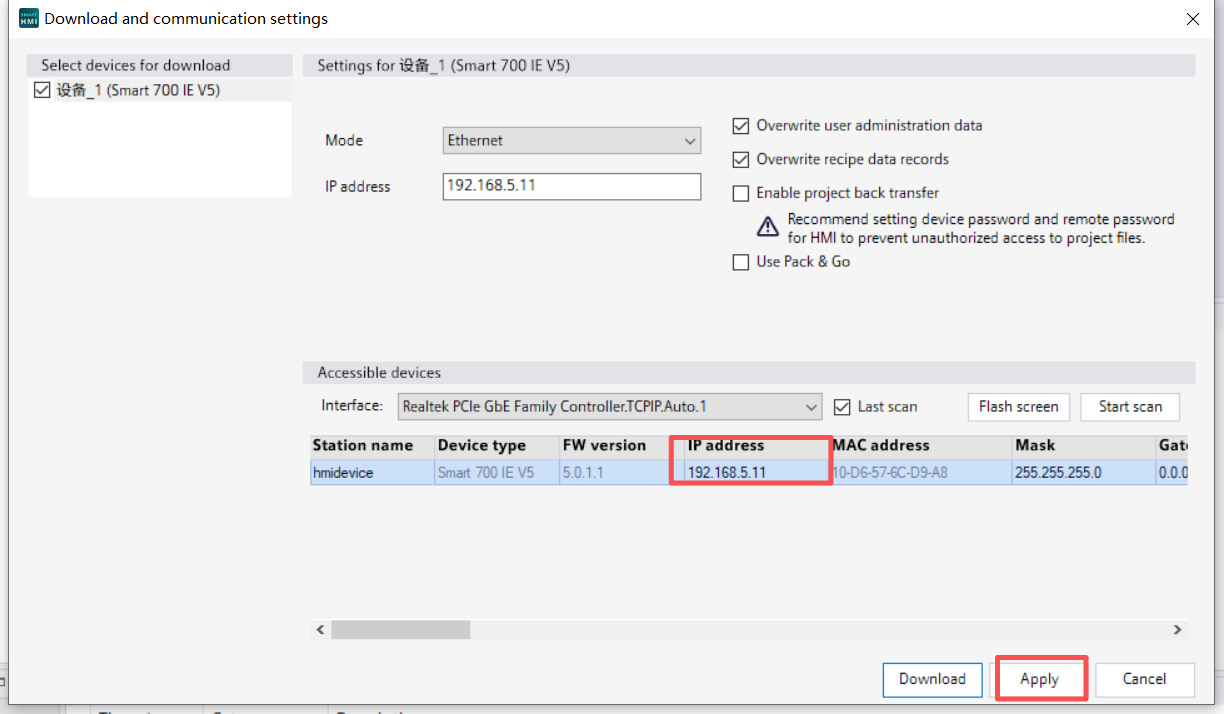 SMART HMI Download and communication settings
Select devices for download
设备_1 (Smart 700 IE V5)
Settings for 设备_1 (Smart 700 IE V5)
Mode Ethernet
IP address 192.168.5.11
Overwrite user administration data
Overwrite recipe data records
Enable project back transfer
Recommend setting device password and remote password
for HMI to prevent unauthorized access to project files.
Use Pack & Go
Accessible devices
Interface: Realtek PCIe GbE Family Controller.TCPIP.Auto.1 Last scan Flash screen Start scan
Station name Device type FW version IP address MAC address Mask Gate
hmidevice Smart 700 IE V5 5.0.1.1 192.168.5.11 10-D6-57-6C-D9-A8 255.255.255.0 0.0.0
Download Apply Cancel